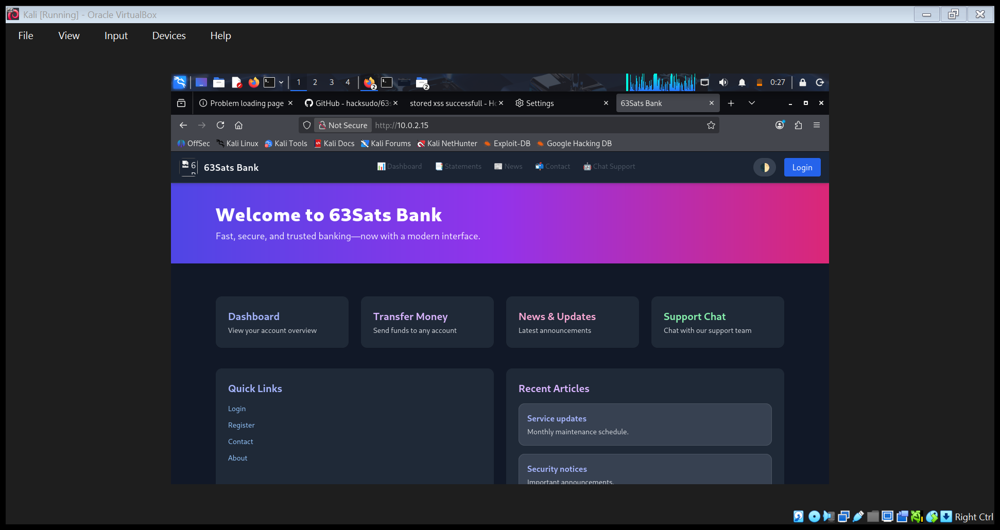 Kali [Running] - Oracle VirtualBox
File View Input Devices Help
1 2 3 4 2 2 0:27
Problem loading page GitHub - hacksudo/63s stored xss successfull - Ho Settings 63Sats Bank
Not Secure http://10.0.2.15
OffSec Kali Linux Kali Tools Kali Docs Kali Forums Kali NetHunter Exploit-DB Google Hacking DB
6 63Sats Bank Dashboard Statements News Contact Chat Support Login
Welcome to 63Sats Bank
Fast, secure, and trusted banking—now with a modern interface.
Dashboard Transfer Money News & Updates Support Chat
View your account overview Send funds to any account Latest announcements Chat with our support team
Quick Links Recent Articles
Login
Service updates
Register
Monthly maintenance schedule.
Contact
About
Security notices
Important announcements.
Right Ctrl